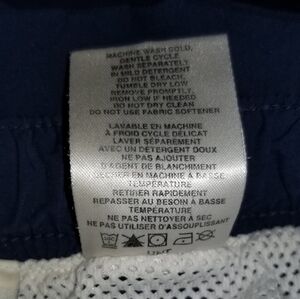 MACHINE WASH COLD,
GENTLE CYCLE
WASH SEPARATELY
IN MILD DETERGENT
DO NOT BLEACH,
TUMBLE DRY LOW
REMOVE PROMPTLY,
IRON LOW IF NEEDED
DO NOT DRY CLEAN
DO NOT USE FABRIC SOFTENER
LAVABLE EN MACHINE
À FROID CYCLE DÉLICAT
LAVER SÉPARÉMENT
AVEC UN DÉTERGENT DOUX
NE PAS AJOUTER
D'AGENT DE BLANCHIMENT
SÉCHER EN MACHINE À BASSE
TEMPÉRATURE
RETIRER RAPIDEMENT
REPASSER AU BESOIN À BASSE
TEMPÉRATURE
NE PAS NETTOYER À SEC
NE PAS UTILISER D'ASSOUPLISSANT